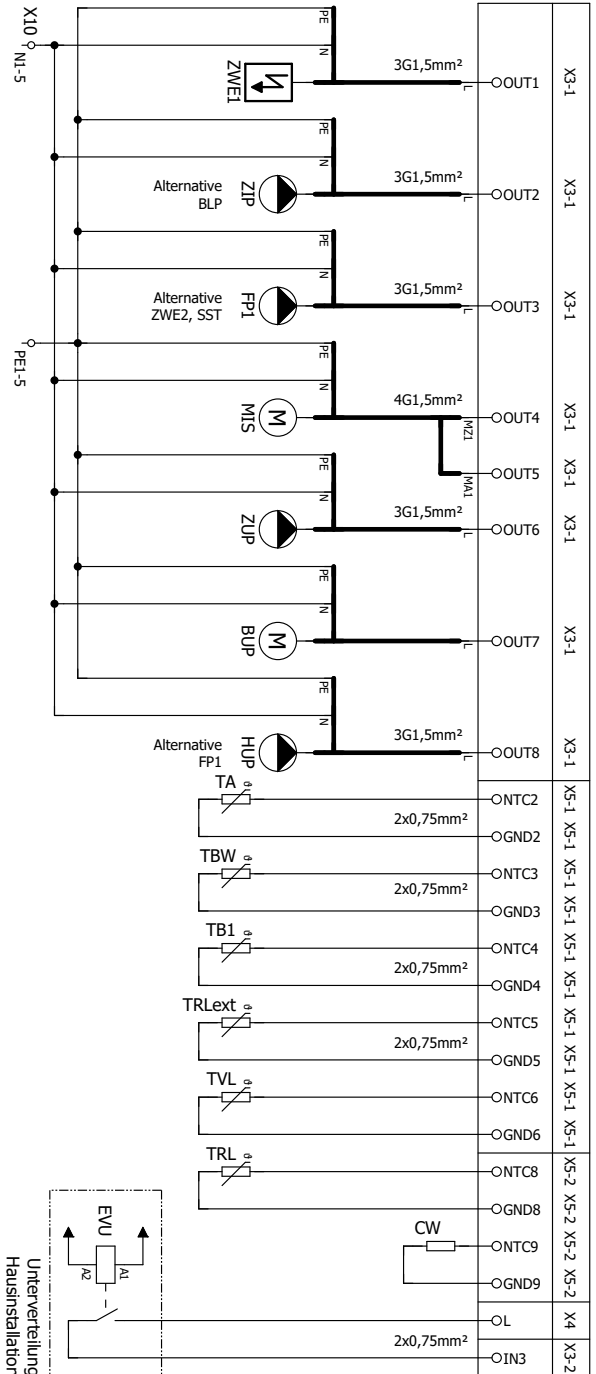 X10
N1-5
PE
N
ZWE1
3G1,5mm²
L
OUT1
X3-1
PE
N
Alternative
BLP
ZIP
3G1,5mm²
L
OUT2
X3-1
PE
N
Alternative
ZWE2, SST
FP1
3G1,5mm²
L
OUT3
X3-1
PE1-5
PE
N
MIS
M
4G1,5mm²
MZ1
OUT4
X3-1
MA1
OUT5
X3-1
PE
N
ZUP
3G1,5mm²
L
OUT6
X3-1
PE
N
BUP
M
L
OUT7
X3-1
PE
N
Alternative
FP1
HUP
3G1,5mm²
L
OUT8
X3-1
TA
ϑ
NTC2
X5-1
2x0,75mm²
GND2
X5-1
TBW
ϑ
NTC3
X5-1
2x0,75mm²
GND3
X5-1
TB1
ϑ
NTC4
X5-1
2x0,75mm²
GND4
X5-1
TRLext
ϑ
NTC5
X5-1
2x0,75mm²
GND5
X5-1
TVL
ϑ
NTC6
X5-1
GND6
X5-1
TRL
ϑ
NTC8
X5-2
GND8
X5-2
CW
NTC9
X5-2
GND9
X5-2
EVU
A1
A2
L
X4
2x0,75mm²
IN3
X3-2
Unterverteilung
Hausinstallation